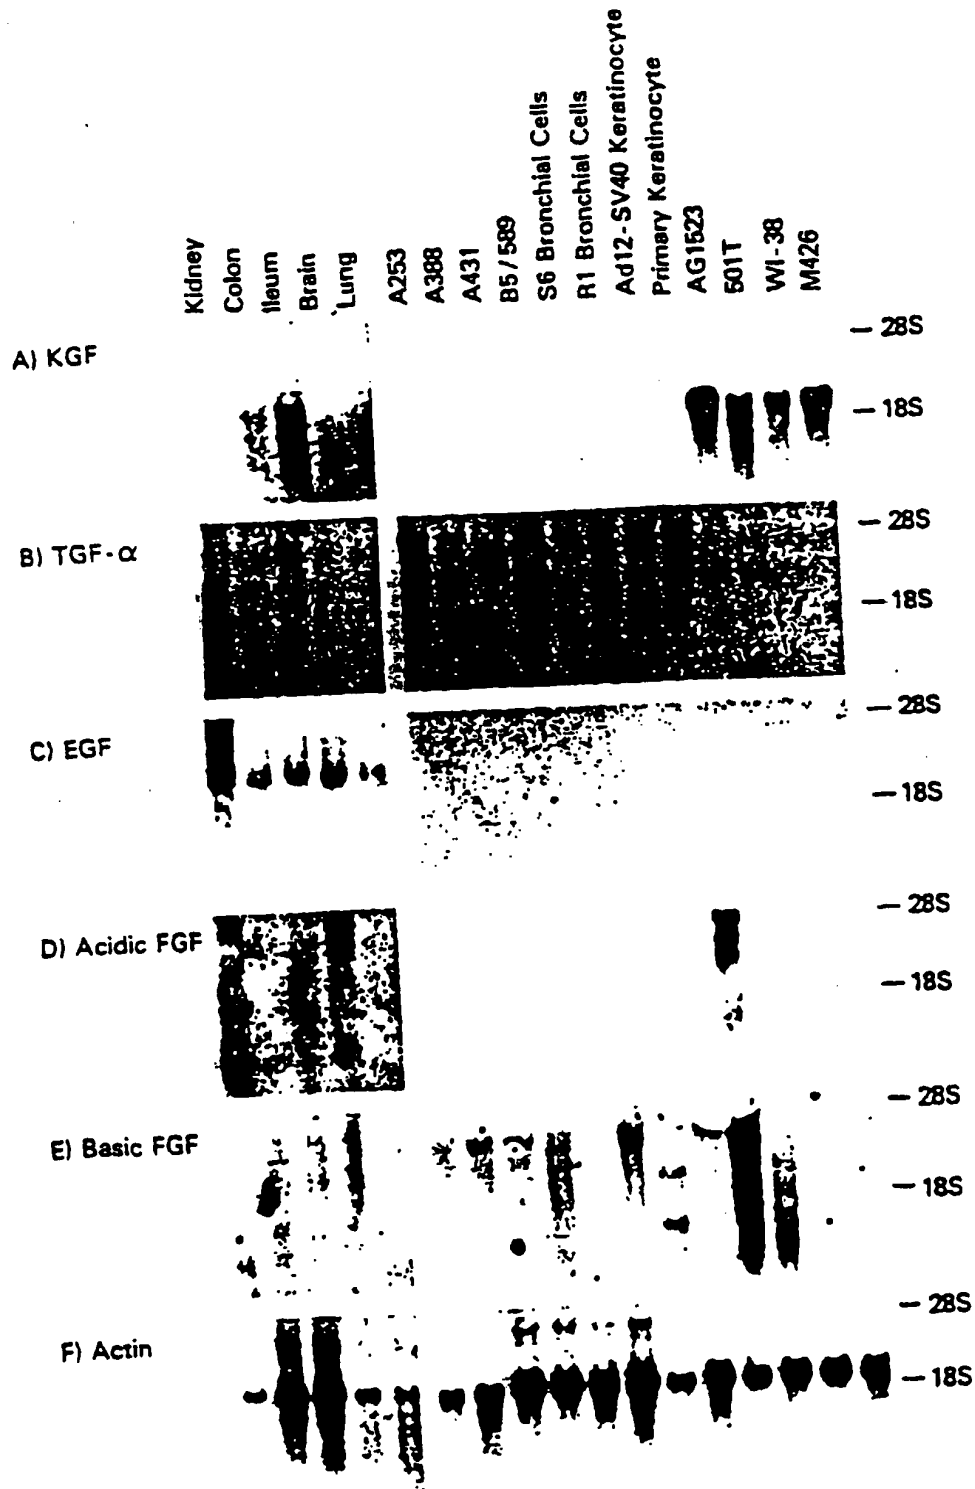 Kidney
Colon
Ileum
Brain
Lung
A253
A388
A431
B5/589
S6 Bronchial Cells
R1 Bronchial Cells
Ad12-SV40 Keratinocyte
Primary Keratinocyte
AG1523
501T
WI-38
M426
A) KGF
— 28S
— 18S
B) TGF-α
— 28S
— 18S
C) EGF
— 28S
— 18S
D) Acidic FGF
— 28S
— 18S
E) Basic FGF
— 28S
— 18S
F) Actin
— 28S
— 18S